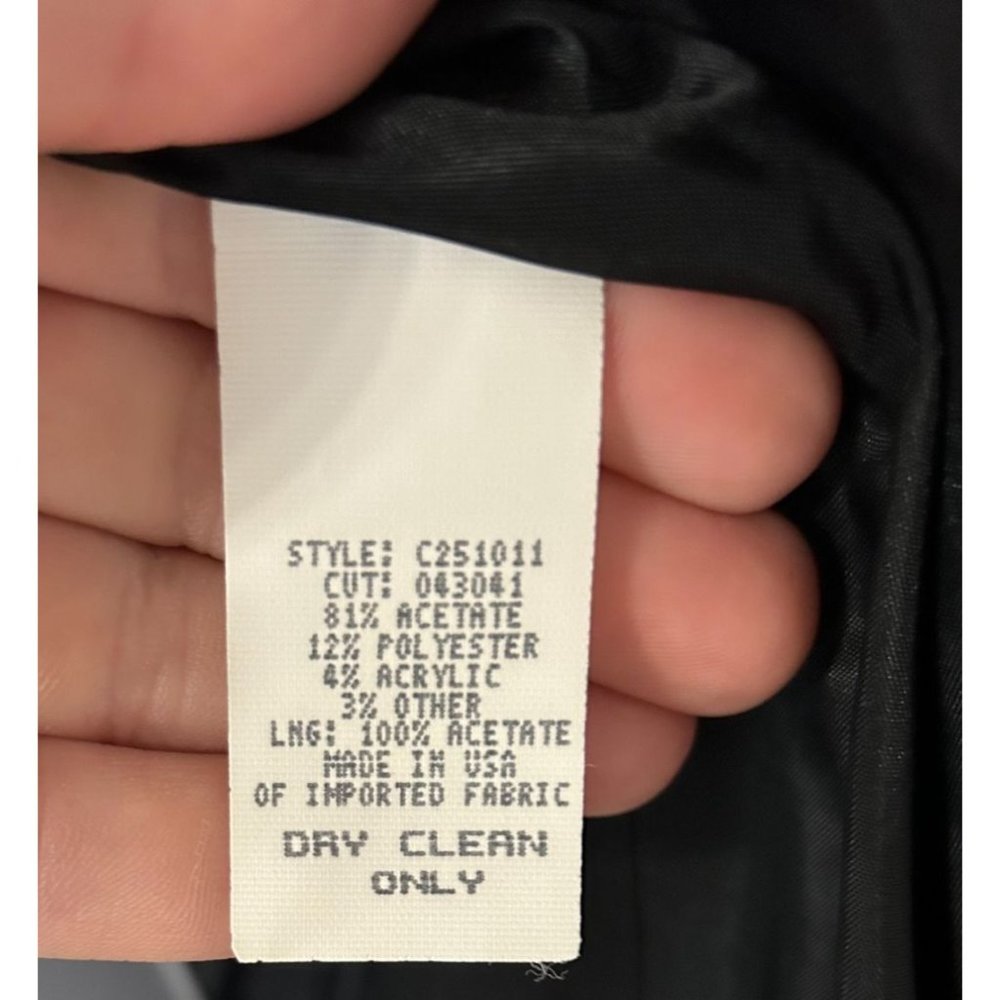 STYLE: C251011
CUT: 043041
81% ACETATE
12% POLYESTER
4% ACRYLIC
3% OTHER
LNG: 100% ACETATE
MADE IN USA
OF IMPORTED FABRIC
DRY CLEAN
ONLY